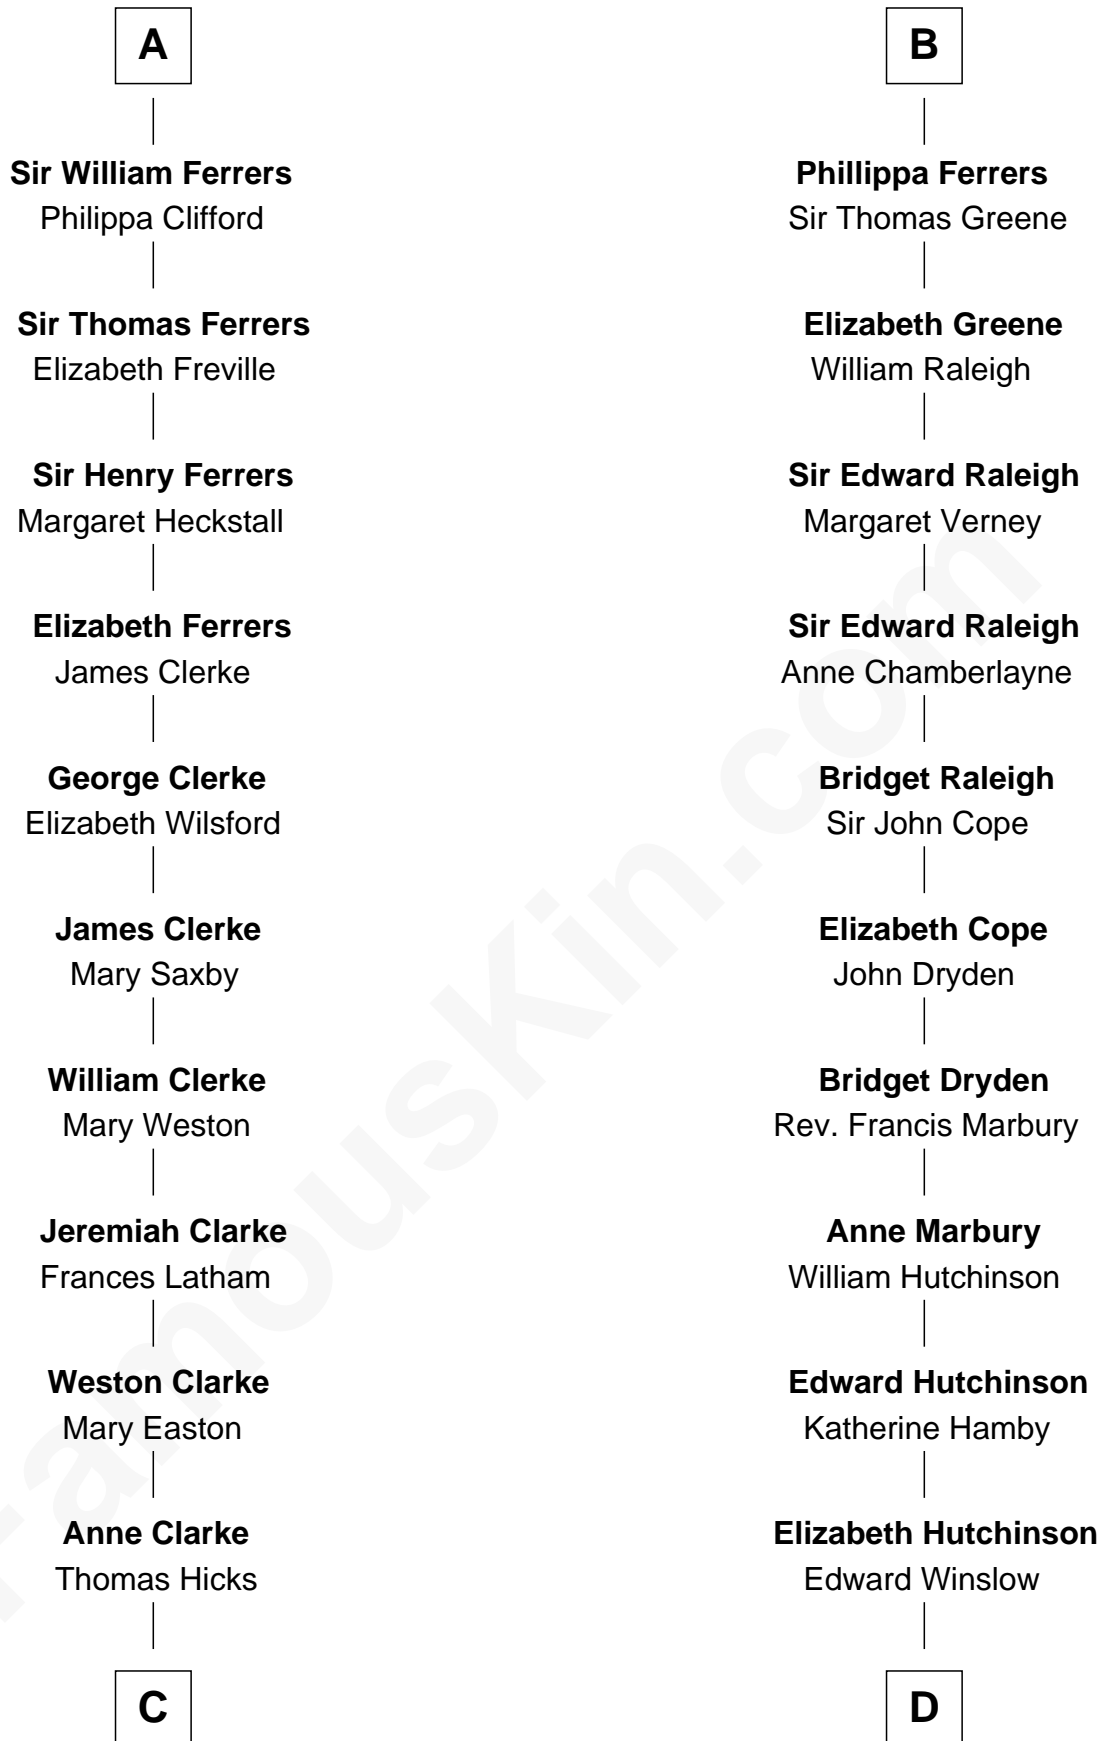 A
Sir William Ferrers
Philippa Clifford
Sir Thomas Ferrers
Elizabeth Freville
Sir Henry Ferrers
Margaret Heckstall
Elizabeth Ferrers
James Clerke
George Clerke
Elizabeth Wilsford
James Clerke
Mary Saxby
William Clerke
Mary Weston
Jeremiah Clarke
Frances Latham
Weston Clarke
Mary Easton
Anne Clarke
Thomas Hicks
C
B
Phillippa Ferrers
Sir Thomas Greene
Elizabeth Greene
William Raleigh
Sir Edward Raleigh
Margaret Verney
Sir Edward Raleigh
Anne Chamberlayne
Bridget Raleigh
Sir John Cope
Elizabeth Cope
John Dryden
Bridget Dryden
Rev. Francis Marbury
Anne Marbury
William Hutchinson
Edward Hutchinson
Katherine Hamby
Elizabeth Hutchinson
Edward Winslow
D
FamousKin.com